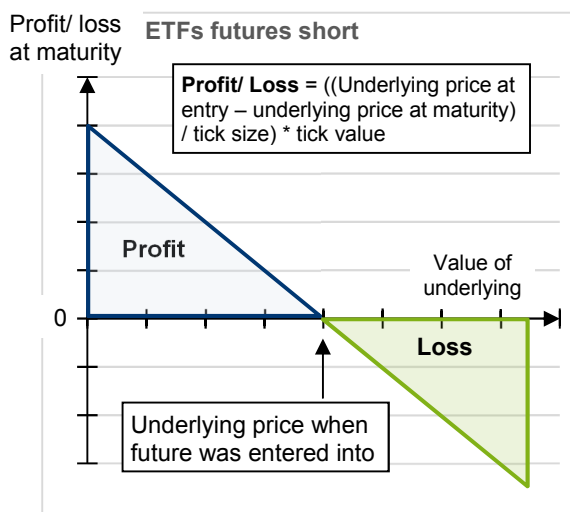 Profit/ loss
at maturity
ETFs futures short
Profit/ Loss = ((Underlying price at
entry – underlying price at maturity)
/ tick size) * tick value
Profit
Value of
underlying
0
Loss
Underlying price when
future was entered into